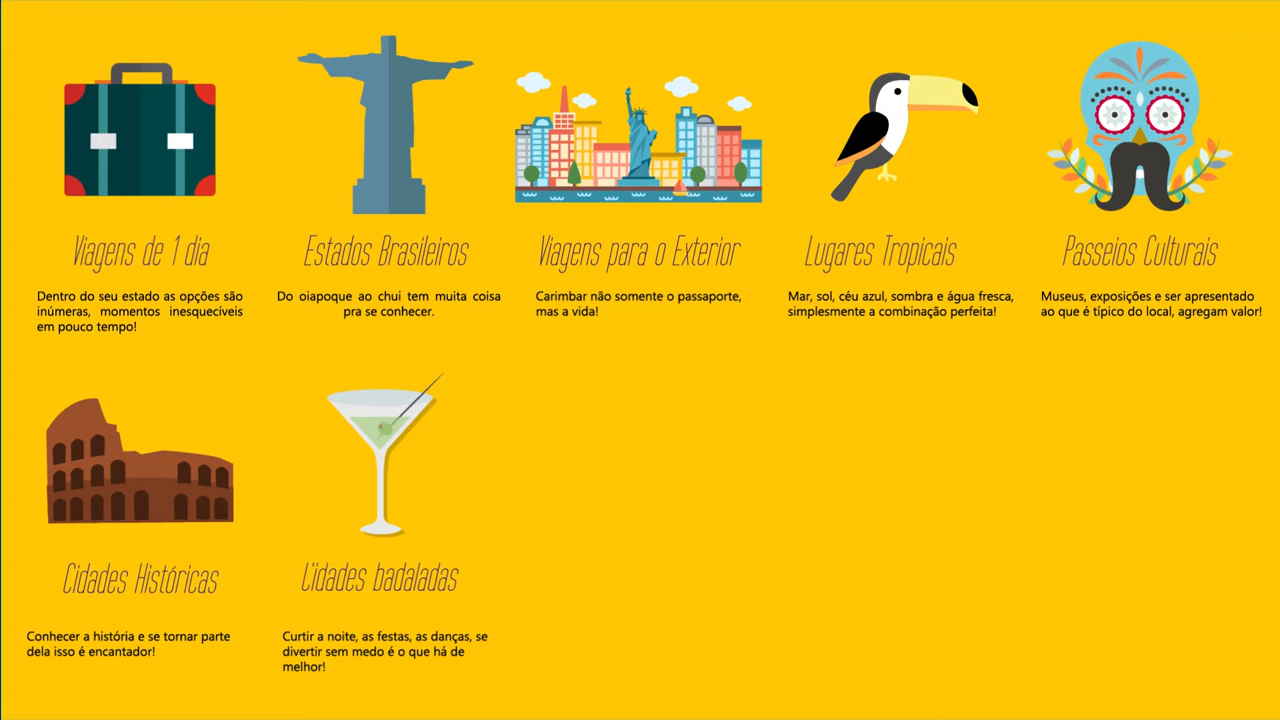 Viagens de 1 dia
Dentro do seu estado as opções são
inúmeras, momentos inesquecíveis
em pouco tempo!
Estados Brasileiros
Do oiapoque ao chui tem muita coisa
pra se conhecer.
Viagens para o Exterior
Carimbar não somente o passaporte,
mas a vida!
Lugares Tropicais
Mar, sol, céu azul, sombra e água fresca,
simplesmente a combinação perfeita!
Passeios Culturais
Museus, exposições e ser apresentado
ao que é típico do local, agregam valor!
Cidades Históricas
Conhecer a história e se tornar parte
dela isso é encantador!
Cidades badaladas
Curtir a noite, as festas, as danças, se
divertir sem medo é o que há de
melhor!